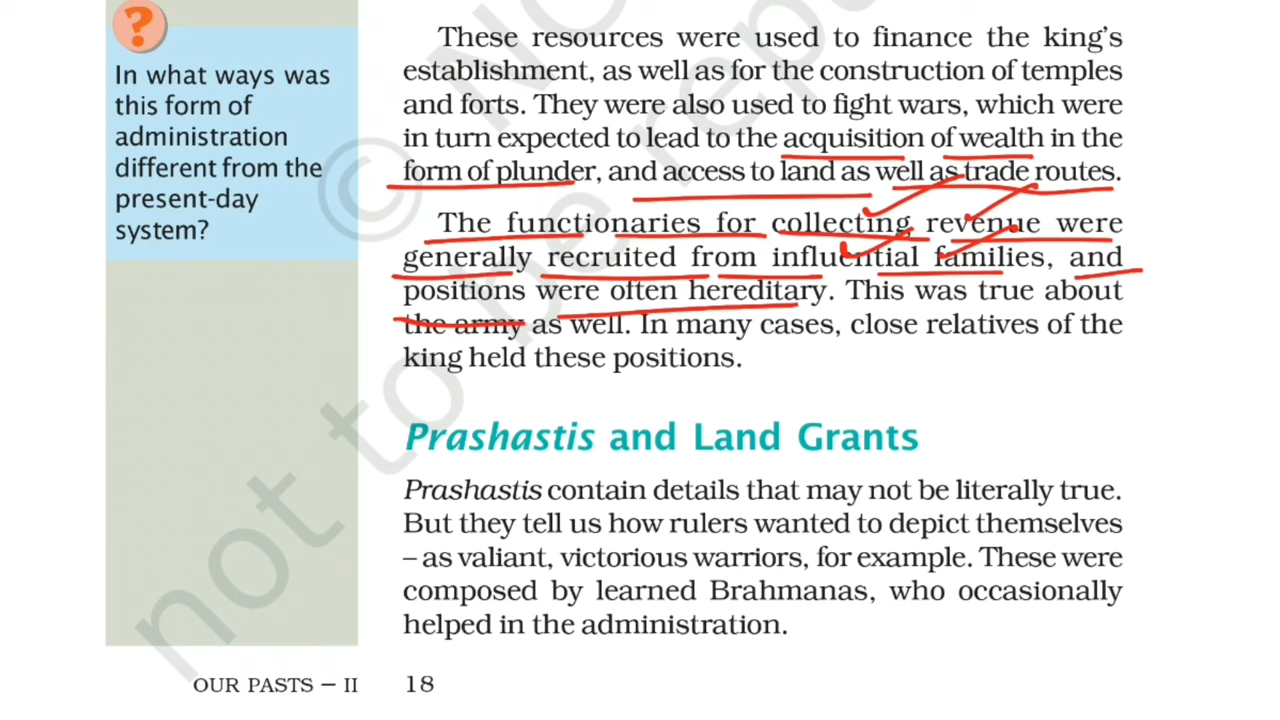 ?
In what ways was
this form of
administration
different from the
present-day
system?
These resources were used to finance the king's
establishment, as well as for the construction of temples
and forts. They were also used to fight wars, which were
in turn expected to lead to the acquisition of wealth in the
form of plunder, and access to land as well as trade routes.
The functionaries for collecting revenue were
generally recruited from influential families, and
positions were often hereditary. This was true about
the army as well. In many cases, close relatives of the
king held these positions.
Prashastis and Land Grants
Prashastis contain details that may not be literally true.
But they tell us how rulers wanted to depict themselves
– as valiant, victorious warriors, for example. These were
composed by learned Brahmanas, who occasionally
helped in the administration.
OUR PASTS – II 18
© N
not to be rep